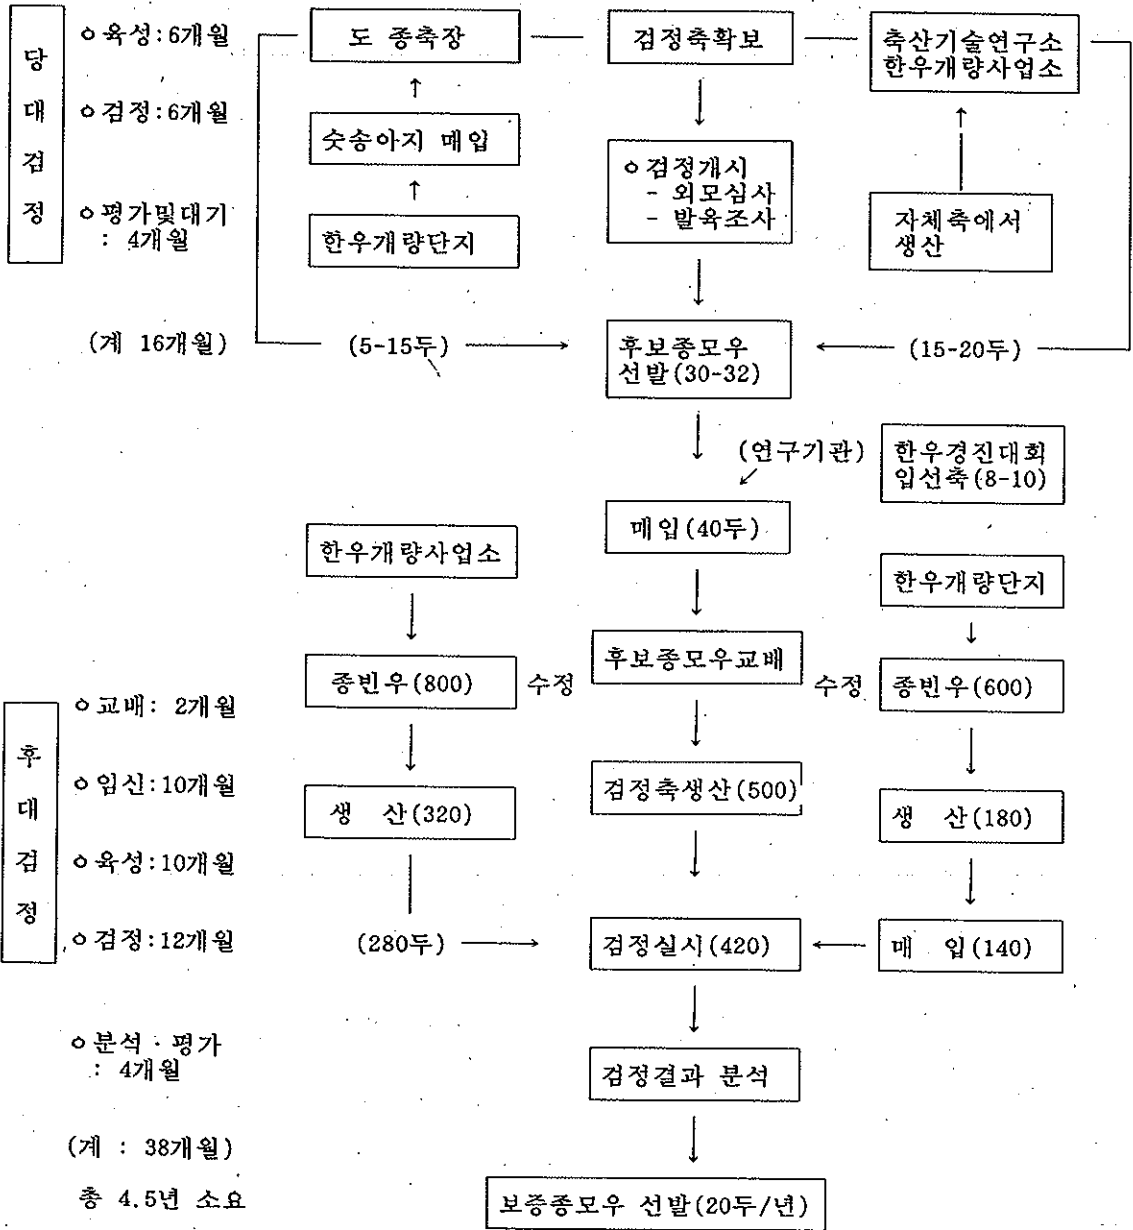 당대검정
ㅇ육성:6개월
ㅇ검정:6개월
ㅇ평가및대기
: 4개월
(계 16개월)
도 종축장
숫송아지 매입
한우개량단지
검정축확보
ㅇ검정개시
- 외모심사
- 발육조사
축산기술연구소
한우개량사업소
자체축에서
생산
(5-15두)
후보종모우
선발(30-32)
(15-20두)
(연구기관)
한우경진대회
입선축(8-10)
매입(40두)
한우개량사업소
한우개량단지
후대검정
ㅇ교배: 2개월
ㅇ임신:10개월
ㅇ육성:10개월
ㅇ검정:12개월
ㅇ분석·평가
: 4개월
(계 : 38개월)
총 4.5년 소요
종빈우(800)
수정
후보종모우교배
수정
종빈우(600)
생 산(320)
검정축생산(500)
생 산(180)
(280두)
검정실시(420)
매 입(140)
검정결과 분석
보증종모우 선발(20두/년)